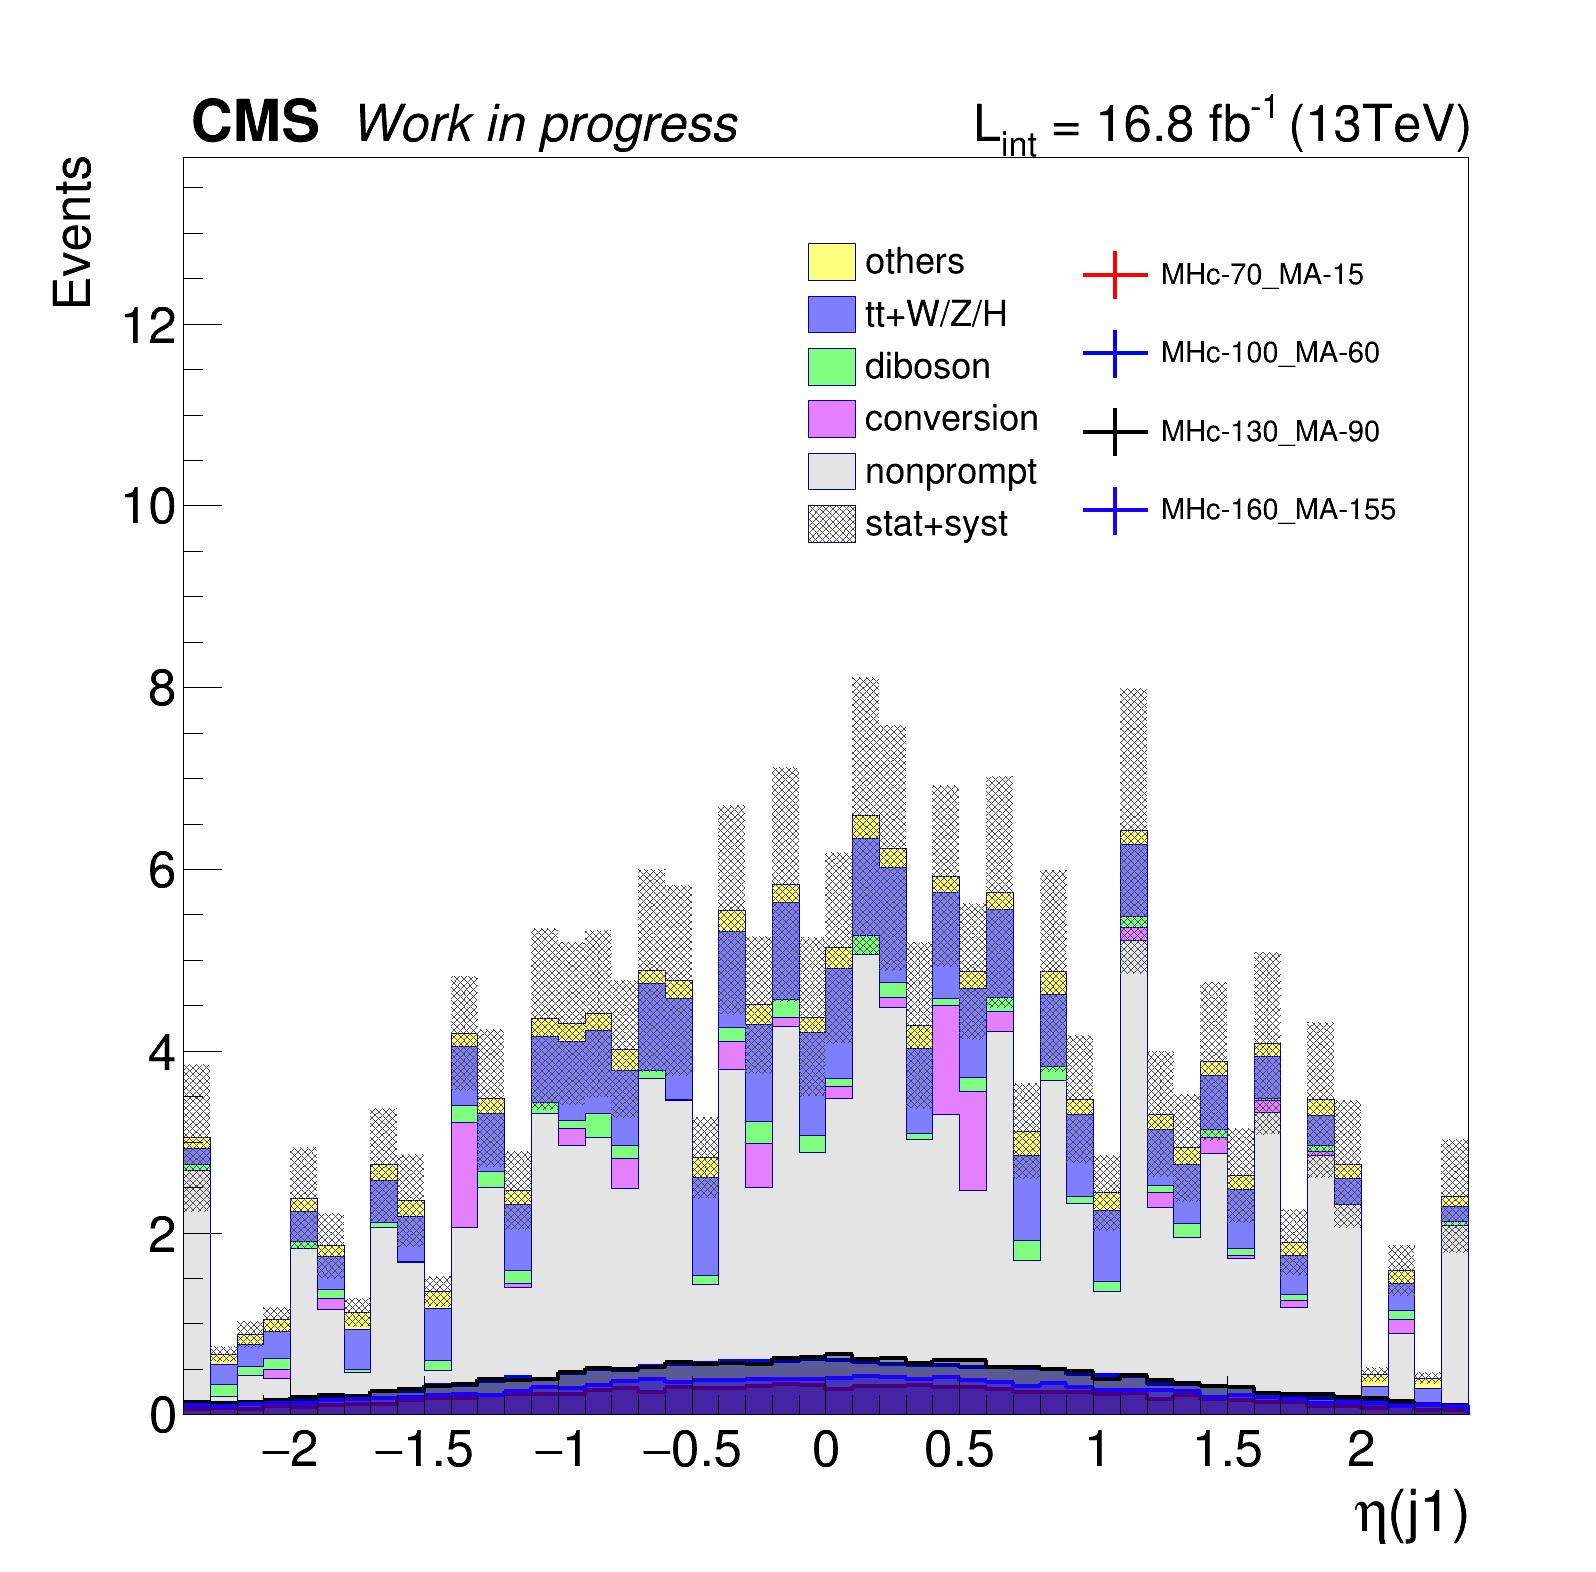 CMS Work in progress L_int = 16.8 fb^-1 (13TeV)
Events
others
tt+W/Z/H
diboson
conversion
nonprompt
stat+syst
MHc-70_MA-15
MHc-100_MA-60
MHc-130_MA-90
MHc-160_MA-155
12
10
8
6
4
2
0
−2 −1.5 −1 −0.5 0 0.5 1 1.5 2
η(j1)